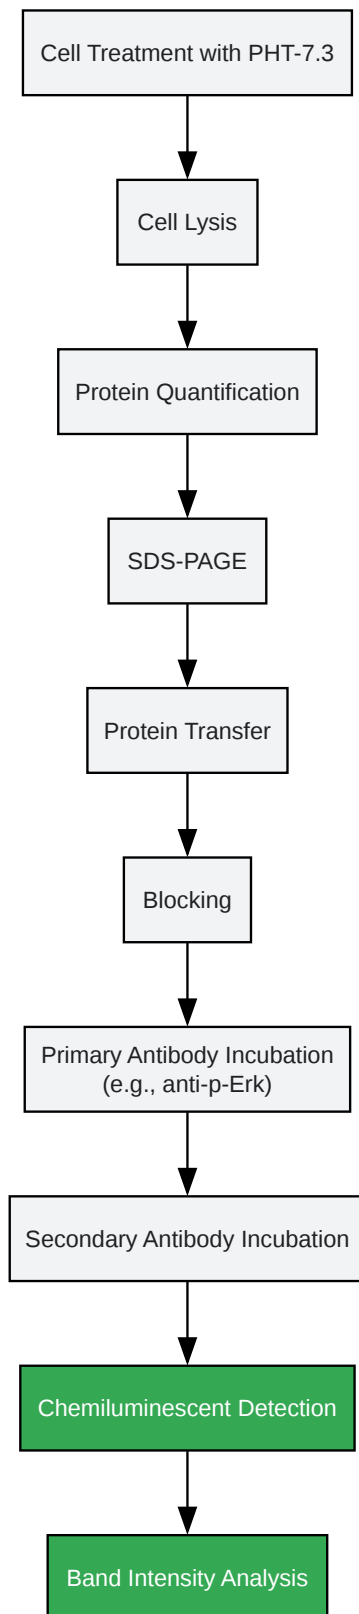 Cell Treatment with PHT-7.3
Cell Lysis
Protein Quantification
SDS-PAGE
Protein Transfer
Blocking
Primary Antibody Incubation
(e.g., anti-p-Erk)
Secondary Antibody Incubation
Chemiluminescent Detection
Band Intensity Analysis